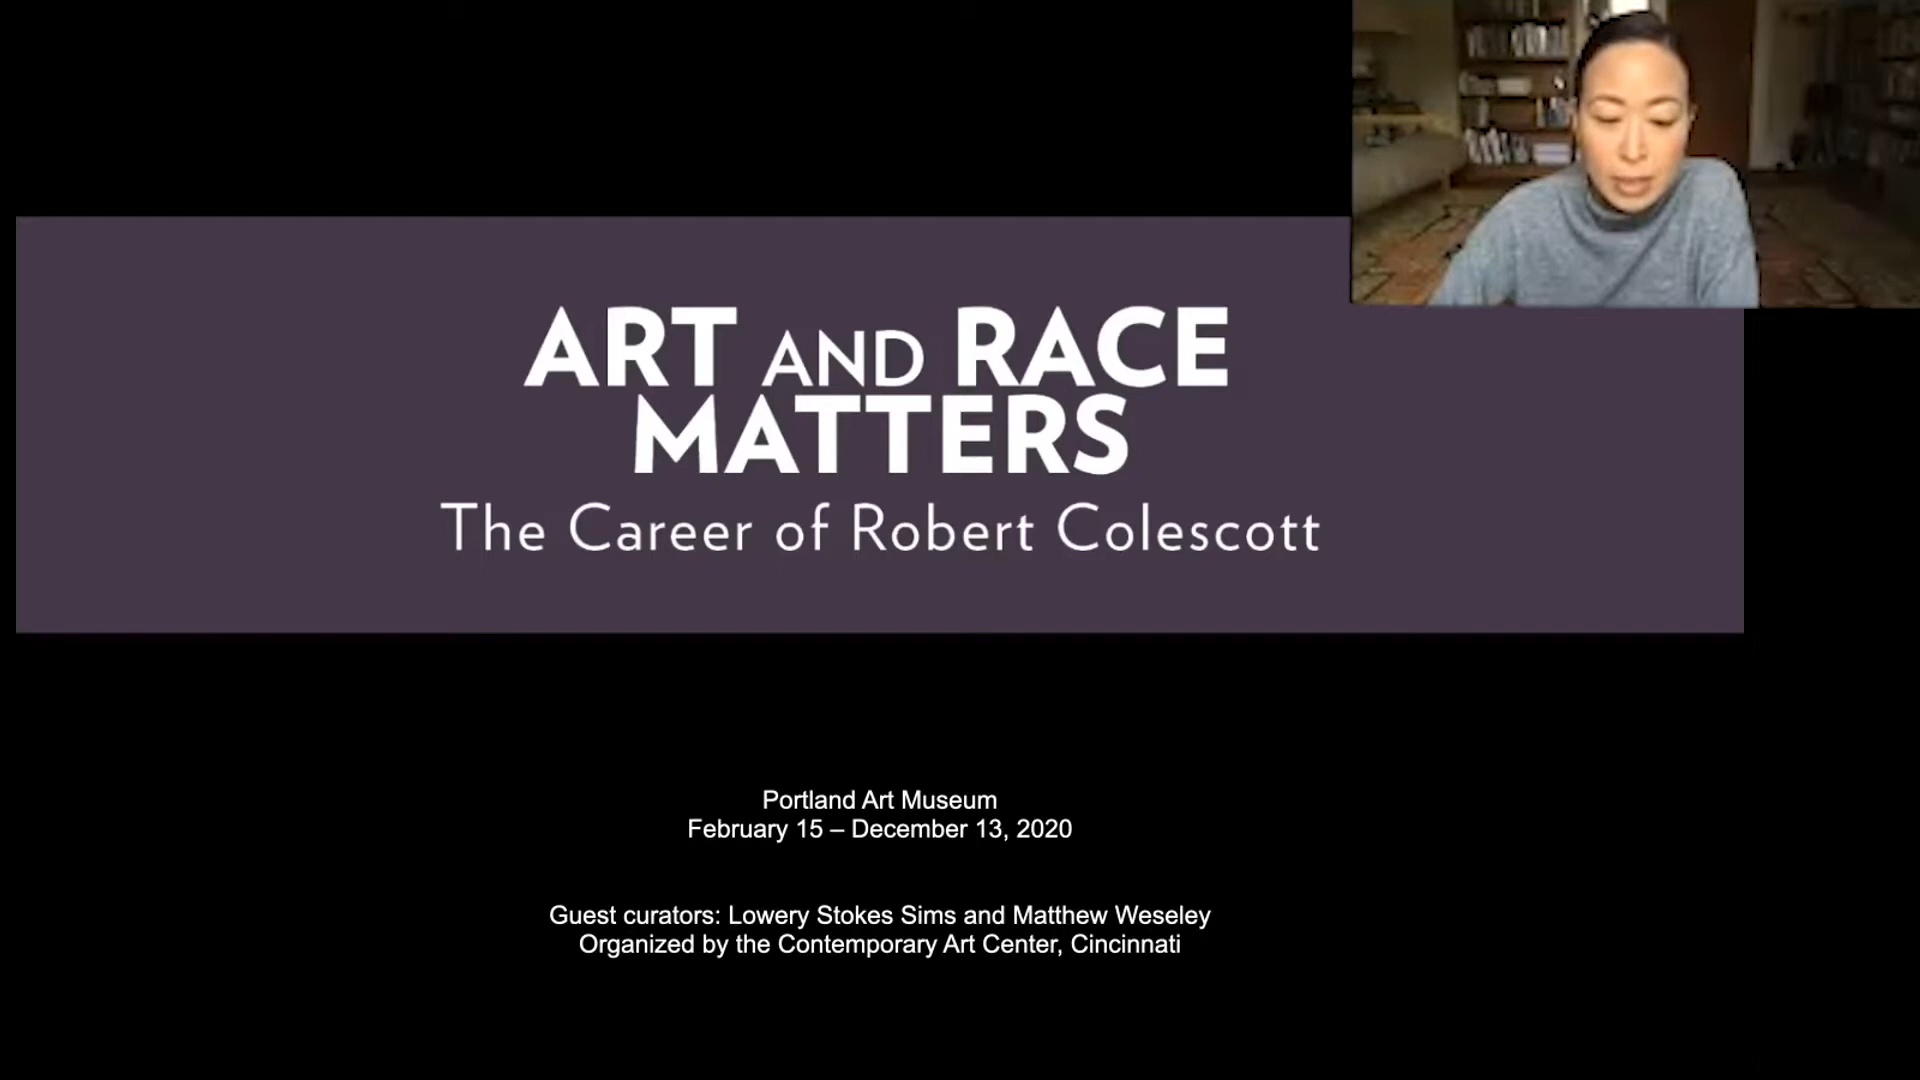 ART AND RACE
MATTERS
The Career of Robert Colescott
Portland Art Museum
February 15 – December 13, 2020
Guest curators: Lowery Stokes Sims and Matthew Weseley
Organized by the Contemporary Art Center, Cincinnati